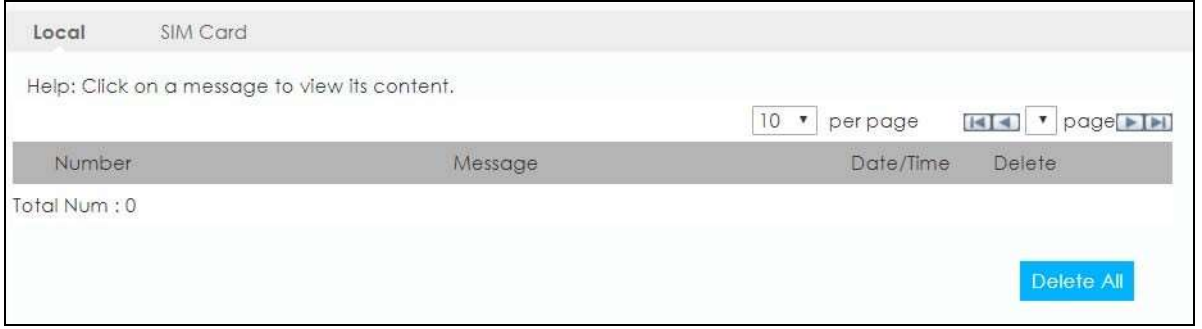 Local SIM Card
Help: Click on a message to view its content.
10 per page page
Number Message Date/Time Delete
Total Num : 0
Delete All